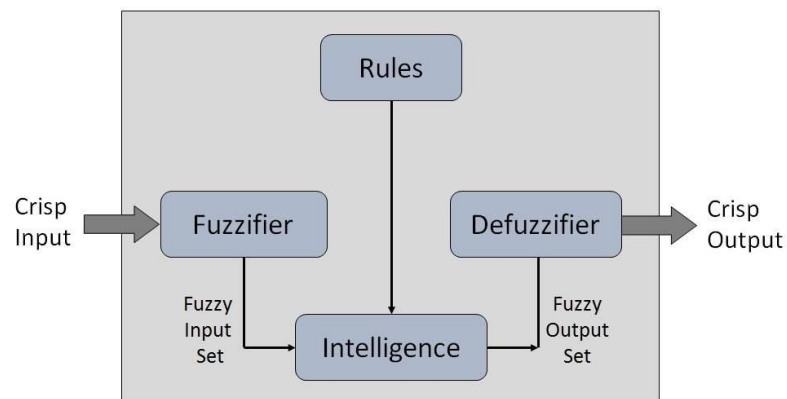 Rules
Crisp
Input
Fuzzifier
Defuzzifier
Crisp
Output
Fuzzy
Input
Set
Intelligence
Fuzzy
Output
Set